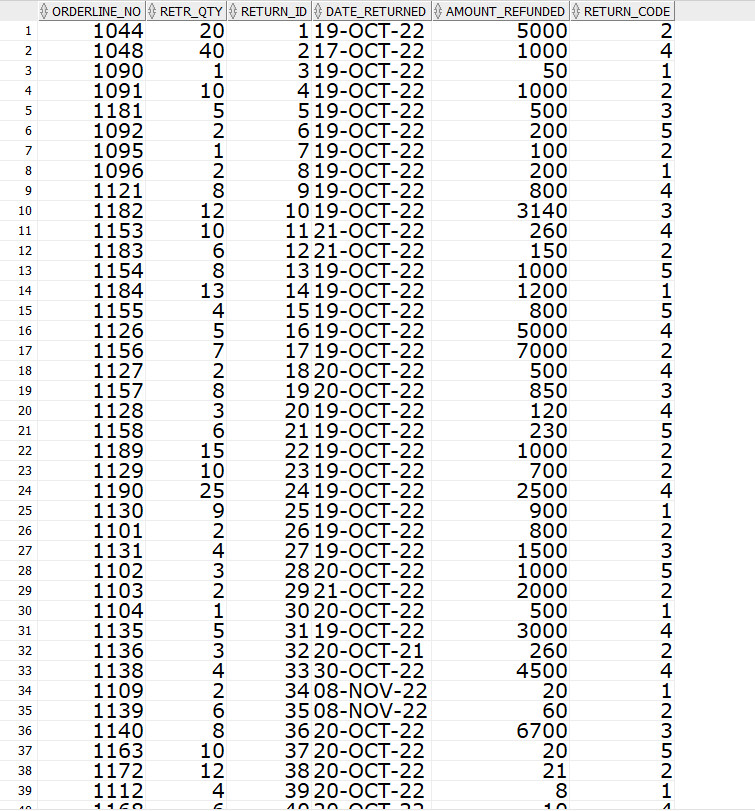 ORDERLINE_NO RETR_QTY RETURN_ID DATE_RETURNED AMOUNT_REFUNDED RETURN_CODE
1 1044 20 1 19-OCT-22 5000 2
2 1048 40 2 17-OCT-22 1000 4
3 1090 1 3 19-OCT-22 50 1
4 1091 10 4 19-OCT-22 1000 2
5 1181 5 5 19-OCT-22 500 3
6 1092 2 6 19-OCT-22 200 5
7 1095 1 7 19-OCT-22 100 2
8 1096 2 8 19-OCT-22 200 1
9 1121 8 9 19-OCT-22 800 4
10 1182 12 10 19-OCT-22 3140 3
11 1153 10 11 21-OCT-22 260 4
12 1183 6 12 21-OCT-22 150 2
13 1154 8 13 19-OCT-22 1000 5
14 1184 13 14 19-OCT-22 1200 1
15 1155 4 15 19-OCT-22 800 5
16 1126 5 16 19-OCT-22 5000 4
17 1156 7 17 19-OCT-22 7000 2
18 1127 2 18 20-OCT-22 500 4
19 1157 8 19 20-OCT-22 850 3
20 1128 3 20 19-OCT-22 120 4
21 1158 6 21 19-OCT-22 230 5
22 1189 15 22 19-OCT-22 1000 2
23 1129 10 23 19-OCT-22 700 2
24 1190 25 24 19-OCT-22 2500 4
25 1130 9 25 19-OCT-22 900 1
26 1101 2 26 19-OCT-22 800 2
27 1131 4 27 19-OCT-22 1500 3
28 1102 3 28 20-OCT-22 1000 5
29 1103 2 29 21-OCT-22 2000 2
30 1104 1 30 20-OCT-22 500 1
31 1135 5 31 19-OCT-22 3000 4
32 1136 3 32 20-OCT-21 260 2
33 1138 4 33 30-OCT-22 4500 4
34 1109 2 34 08-NOV-22 20 1
35 1139 6 35 08-NOV-22 60 2
36 1140 8 36 20-OCT-22 6700 3
37 1163 10 37 20-OCT-22 20 5
38 1172 12 38 20-OCT-22 21 2
39 1112 4 39 20-OCT-22 8 1